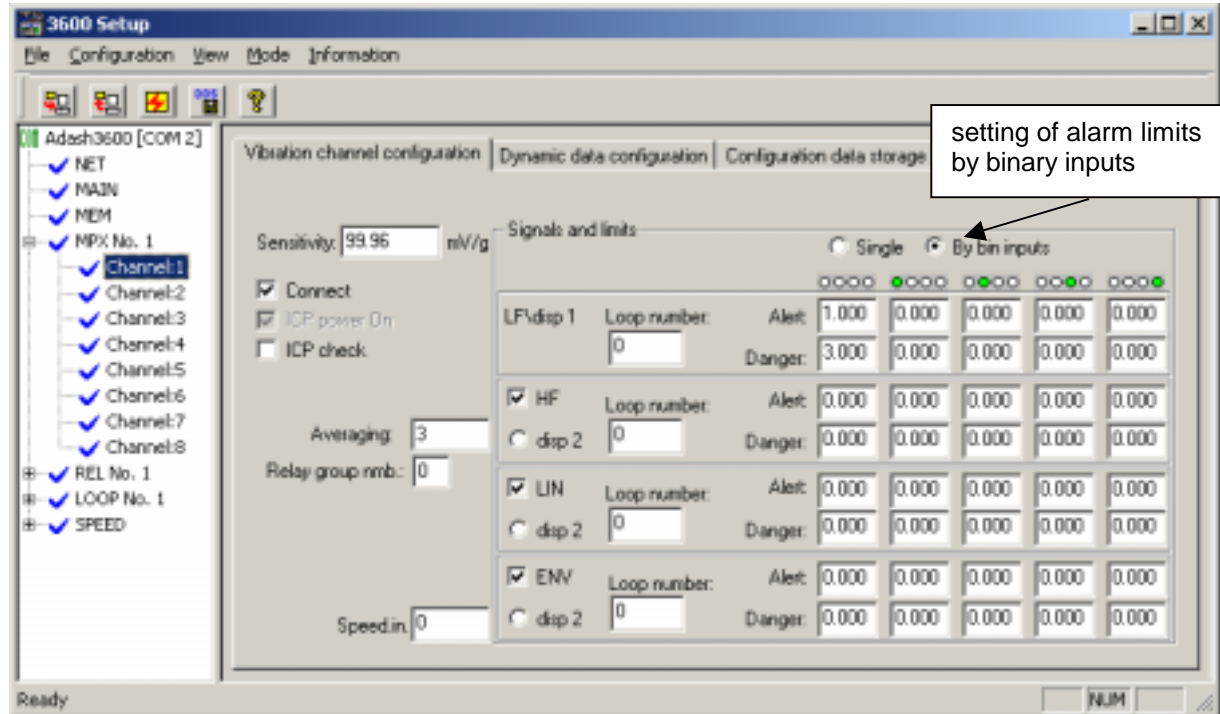 3600 Setup
File Configuration View Mode Information
Adash3600 [COM 2]
NET
MAIN
MEM
MPX No. 1
Channel:1
Channel:2
Channel:3
Channel:4
Channel:5
Channel:6
Channel:7
Channel:8
REL No. 1
LOOP No. 1
SPEED
Vibration channel configuration Dynamic data configuration Configuration data storage
setting of alarm limits
by binary inputs
Sensitivity: 99.96 mV/g
Connect
ICP power On
ICP check
Averaging: 3
Relay group nmb.: 0
Speed.in. 0
Signals and limits
Single By bin inputs
LF\disp 1 Loop number: Alert: 1.000 0.000 0.000 0.000 0.000
0 Danger: 3.000 0.000 0.000 0.000 0.000
HF Loop number: Alert: 0.000 0.000 0.000 0.000 0.000
disp 2 0 Danger: 0.000 0.000 0.000 0.000 0.000
LIN Loop number: Alert: 0.000 0.000 0.000 0.000 0.000
disp 2 0 Danger: 0.000 0.000 0.000 0.000 0.000
ENV Loop number: Alert: 0.000 0.000 0.000 0.000 0.000
disp 2 0 Danger: 0.000 0.000 0.000 0.000 0.000
Ready NUM